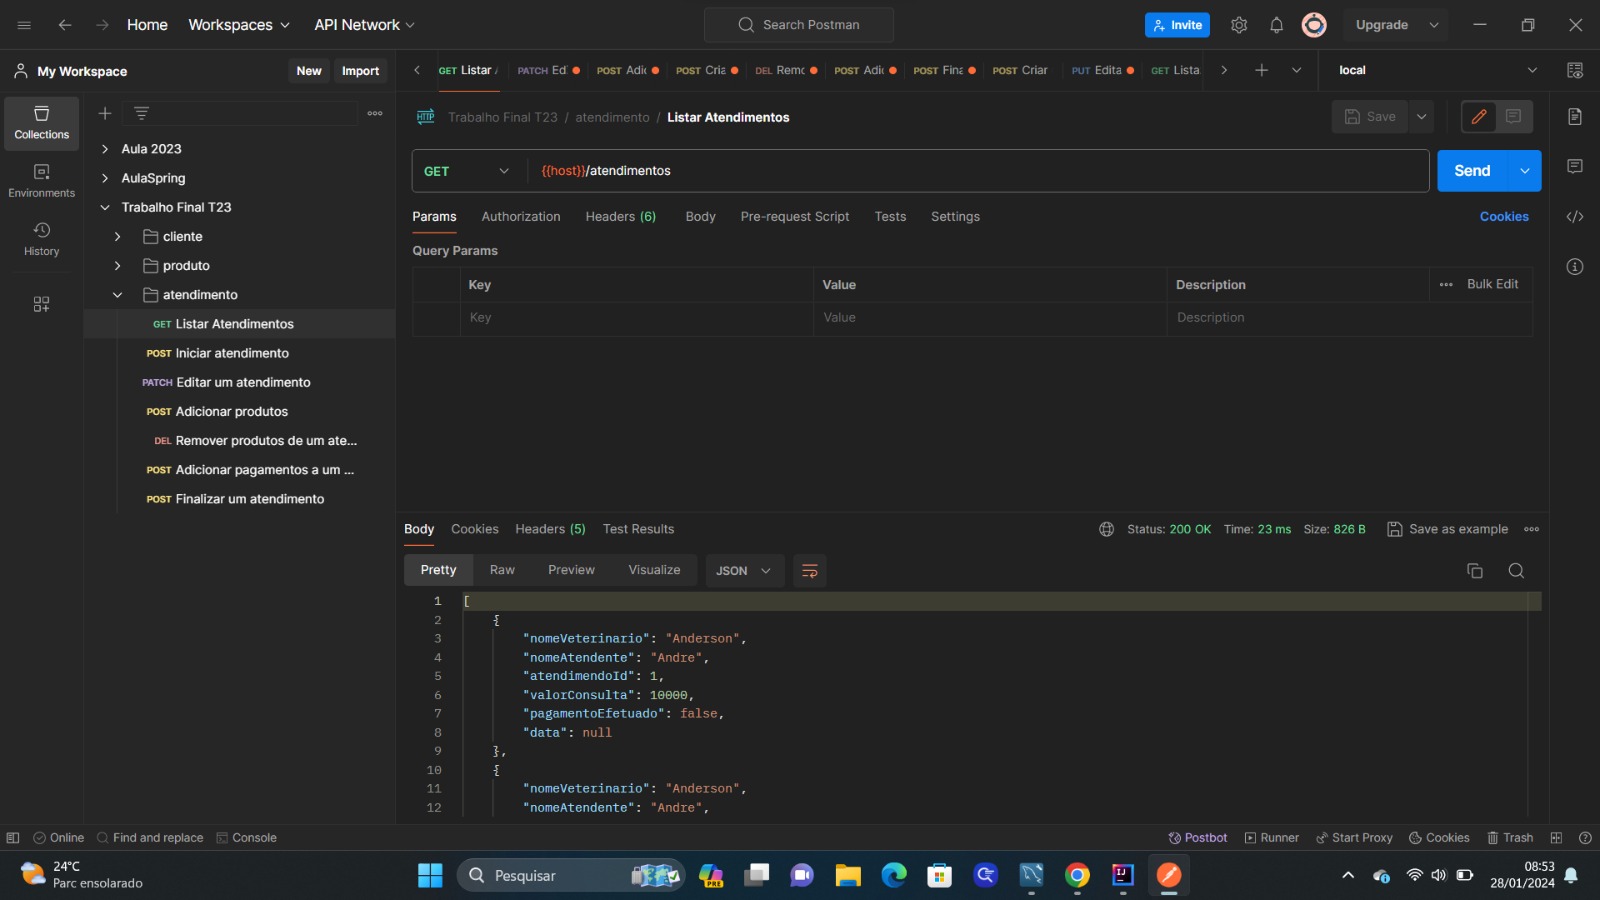 Home Workspaces API Network Search Postman Invite Upgrade
My Workspace New Import
GET Listar PATCH POST POST Cria DEL POST POST Fina POST Criar PUT Edita GET Lista local
Collections
Environments
History
Aula 2023
AulaSpring
Trabalho Final T23
cliente
produto
atendimento
GET Listar Atendimentos
POST Iniciar atendimento
PATCH Editar um atendimento
POST Adicionar produtos
DEL Remover produtos de um ate...
POST Adicionar pagamentos a um ...
POST Finalizar um atendimento
HTTP Trabalho Final T23 / atendimento / Listar Atendimentos Save
GET {{host}}/atendimentos Send
Params Authorization Headers (6) Body Pre-request Script Tests Settings Cookies
Query Params
Key Value Description Bulk Edit
Key Value Description
Body Cookies Headers (5) Test Results Status: 200 OK Time: 23 ms Size: 826 B Save as example
Pretty Raw Preview Visualize JSON
1 [
2 {
3 "nomeVeterinario": "Anderson",
4 "nomeAtendente": "Andre",
5 "atendimendoId": 1,
6 "valorConsulta": 10000,
7 "pagamentoEfetuado": false,
8 "data": null
9 },
10 {
11 "nomeVeterinario": "Anderson",
12 "nomeAtendente": "Andre",
Online Find and replace Console Postbot Runner Start Proxy Cookies Trash
24°C
Parc ensolarado
Pesquisar
PRE
IJ
08:53
28/01/2024